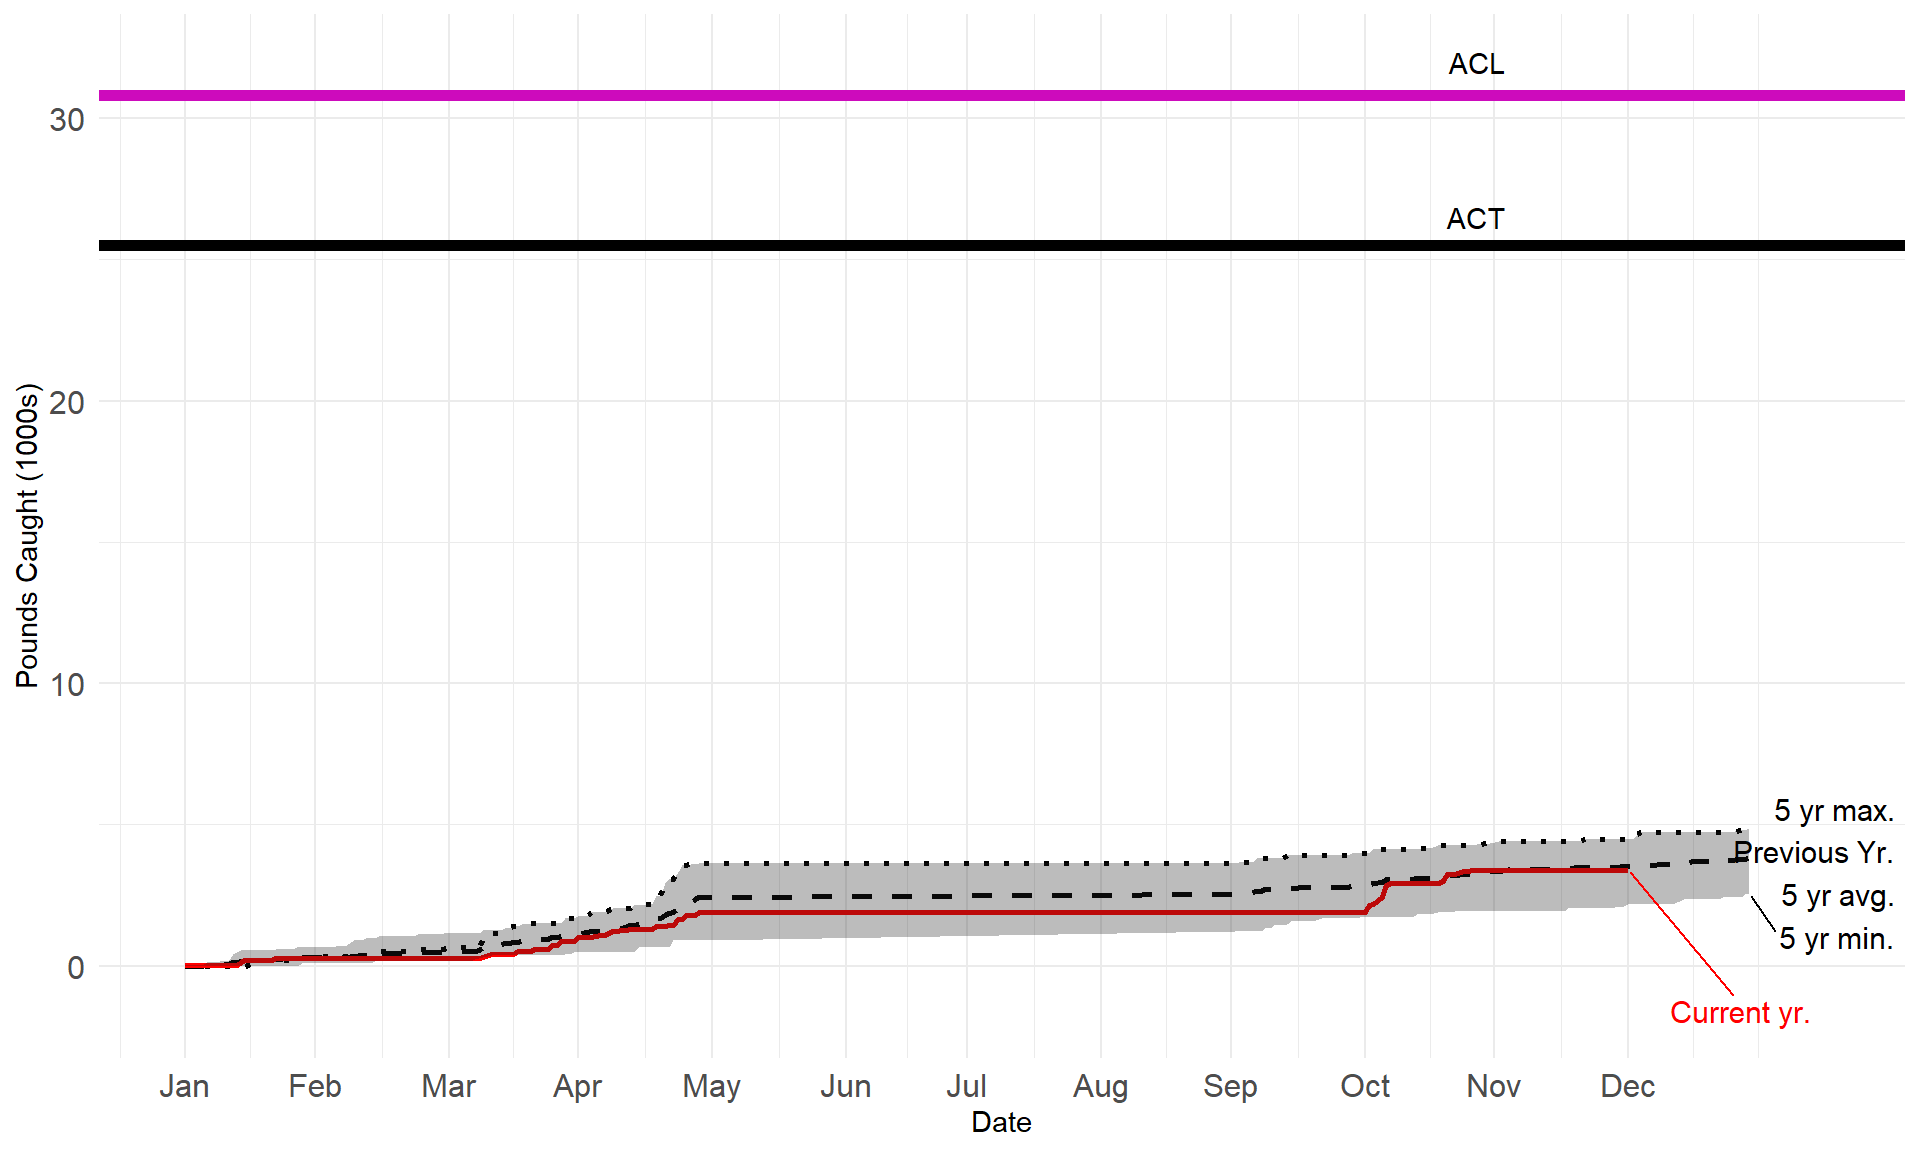 ACL
30
ACT
20
Pounds Caught (1000s)
10
5 yr max.
Previous Yr.
5 yr avg.
5 yr min.
0
Current yr.
Jan Feb Mar Apr May Jun Jul Aug Sep Oct Nov Dec
Date